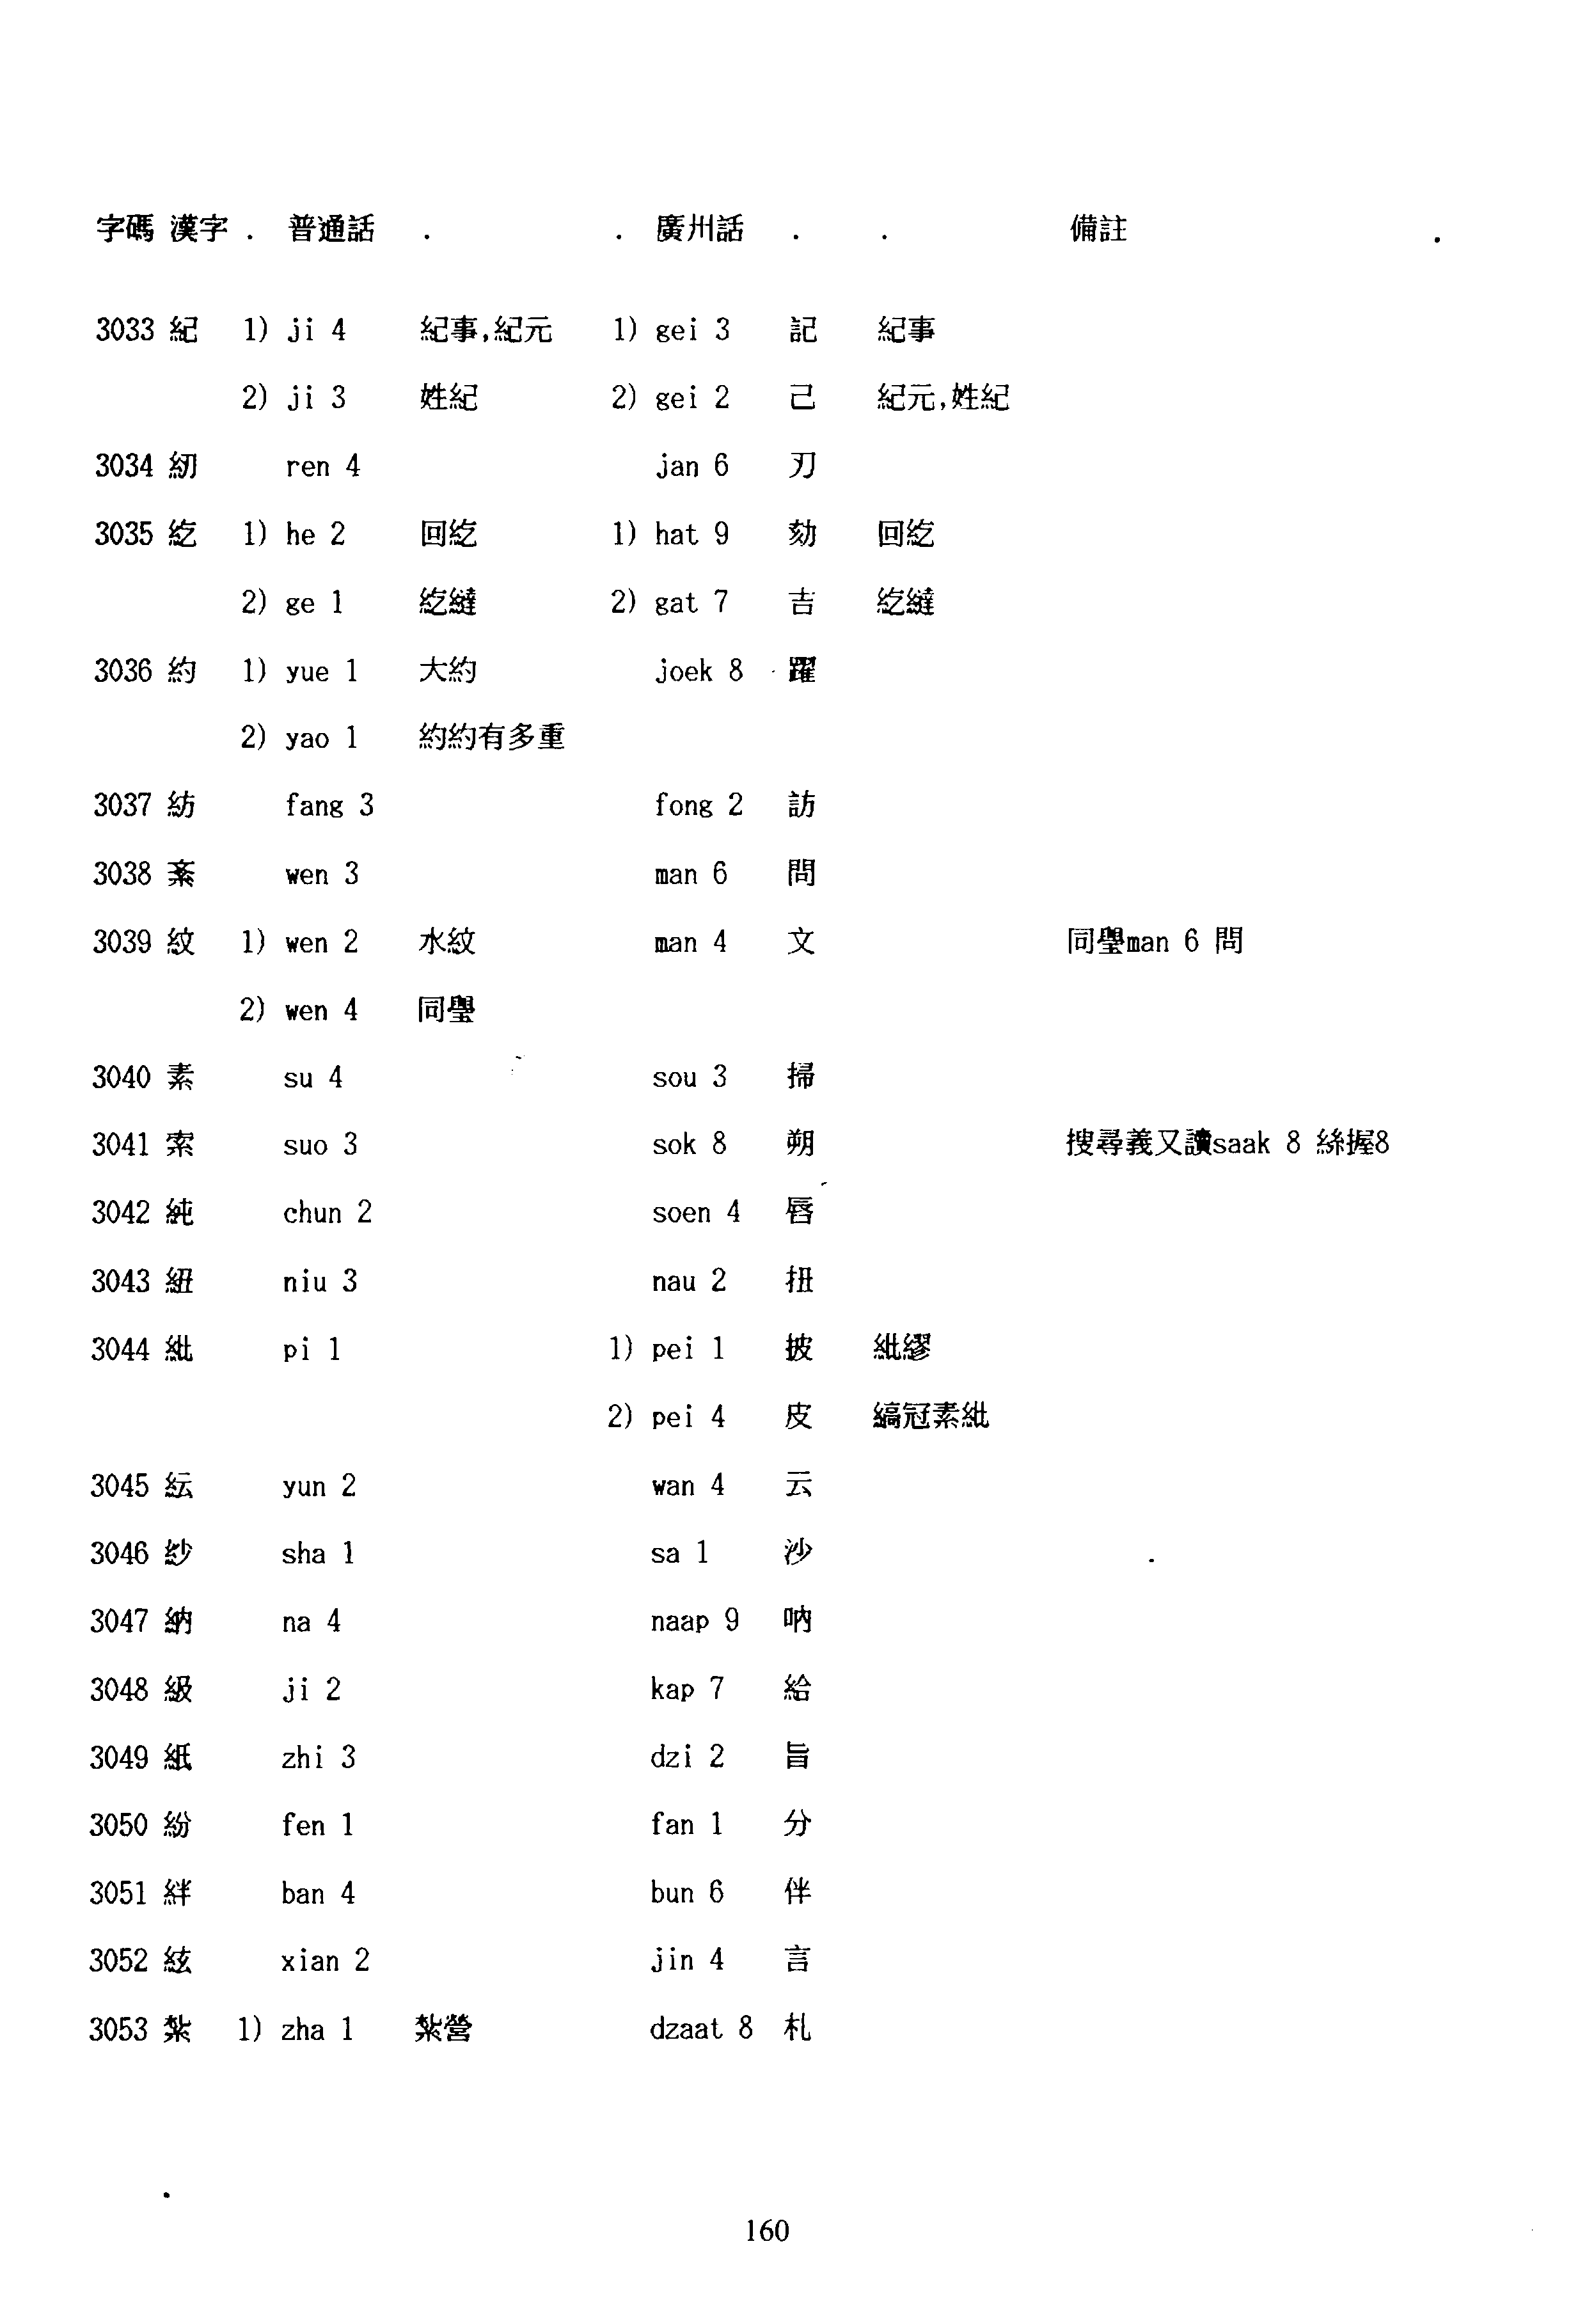 字碼 漢字 . 普通話 . . 廣州話 . . 備註 .
3033 紀 1) ji 4 紀事,紀元 1) gei 3 記 紀事
2) ji 3 姓紀 2) gei 2 己 紀元,姓紀
3034 紉 ren 4 jan 6 刃
3035 紇 1) he 2 回紇 1) hat 9 劾 回紇
2) ge 1 紇縫 2) gat 7 吉 紇縫
3036 約 1) yue 1 大約 joek 8 躍
2) yao 1 約約有多重
3037 紡 fang 3 fong 2 訪
3038 紊 wen 3 man 6 問
3039 紋 1) wen 2 水紋 man 4 文 同璺man 6 問
2) wen 4 同璺
3040 素 su 4 sou 3 掃
3041 索 suo 3 sok 8 朔 搜尋義又讀saak 8 絲握8
3042 純 chun 2 soen 4 唇
3043 紐 niu 3 nau 2 扭
3044 紕 pi 1 1) pei 1 披 紕繆
2) pei 4 皮 縞冠素紕
3045 紜 yun 2 wan 4 云
3046 紗 sha 1 sa 1 沙
3047 納 na 4 naap 9 吶
3048 級 ji 2 kap 7 給
3049 紙 zhi 3 dzi 2 旨
3050 紛 fen 1 fan 1 分
3051 絆 ban 4 bun 6 伴
3052 絃 xian 2 jin 4 言
3053 紮 1) zha 1 紮營 dzaat 8 札
160